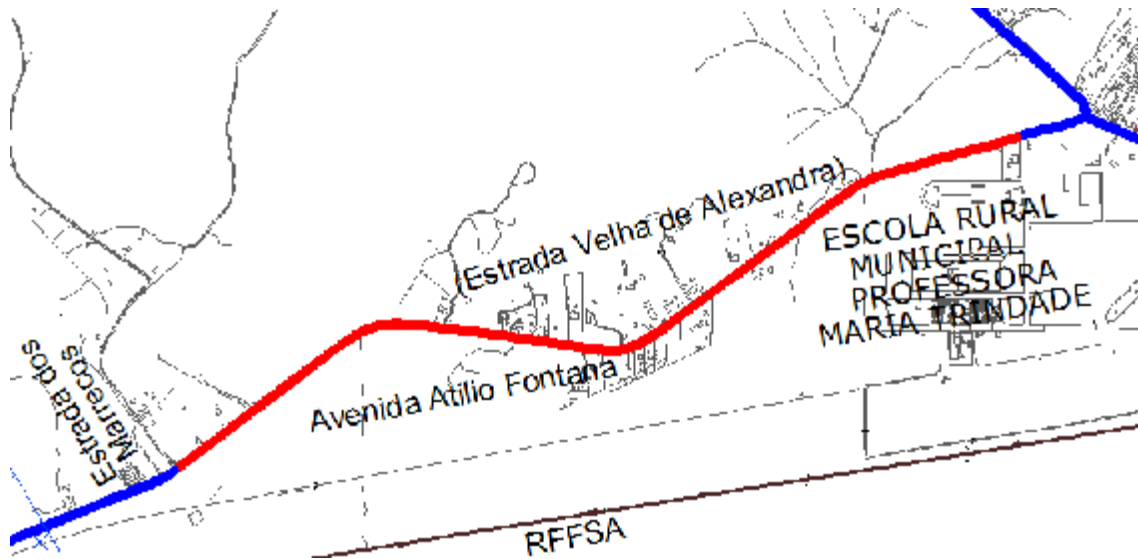 (Estrada Velha de Alexandra)
ESCOLA RURAL
MUNICIPAL
PROFESSORA
MARIA TRINDADE
Estrada dos
Marrecos
Avenida Atilio Fontana
RFFSA